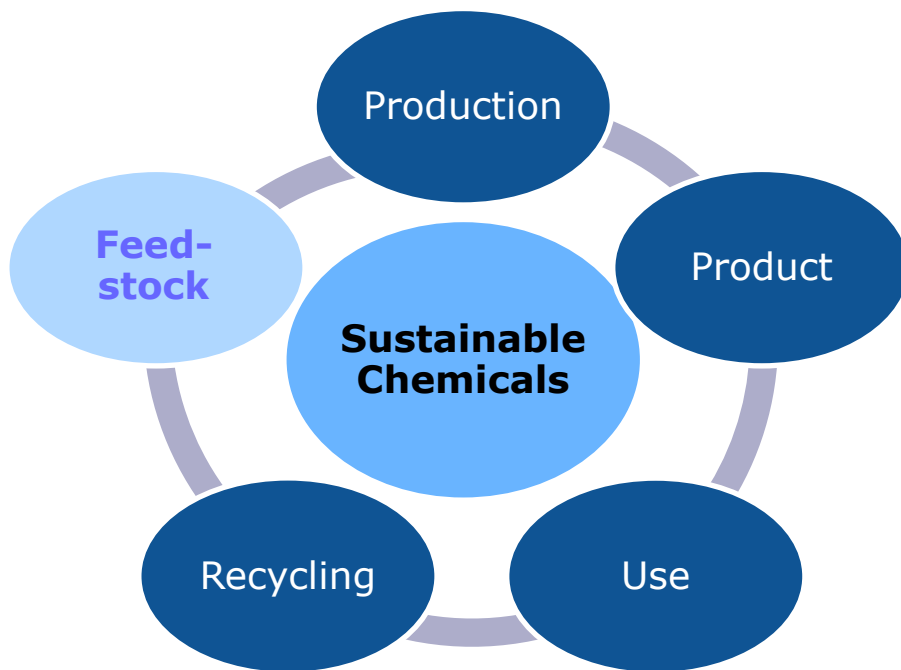 Production
Feed-
stock
Product
Sustainable
Chemicals
Recycling
Use